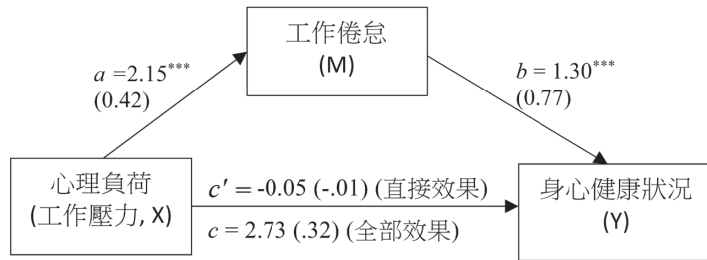 工作倦怠
(M)
a =2.15***
(0.42)
b = 1.30***
(0.77)
心理負荷
(工作壓力, X)
c′ = -0.05 (-.01) (直接效果)
c = 2.73 (.32) (全部效果)
身心健康狀況
(Y)